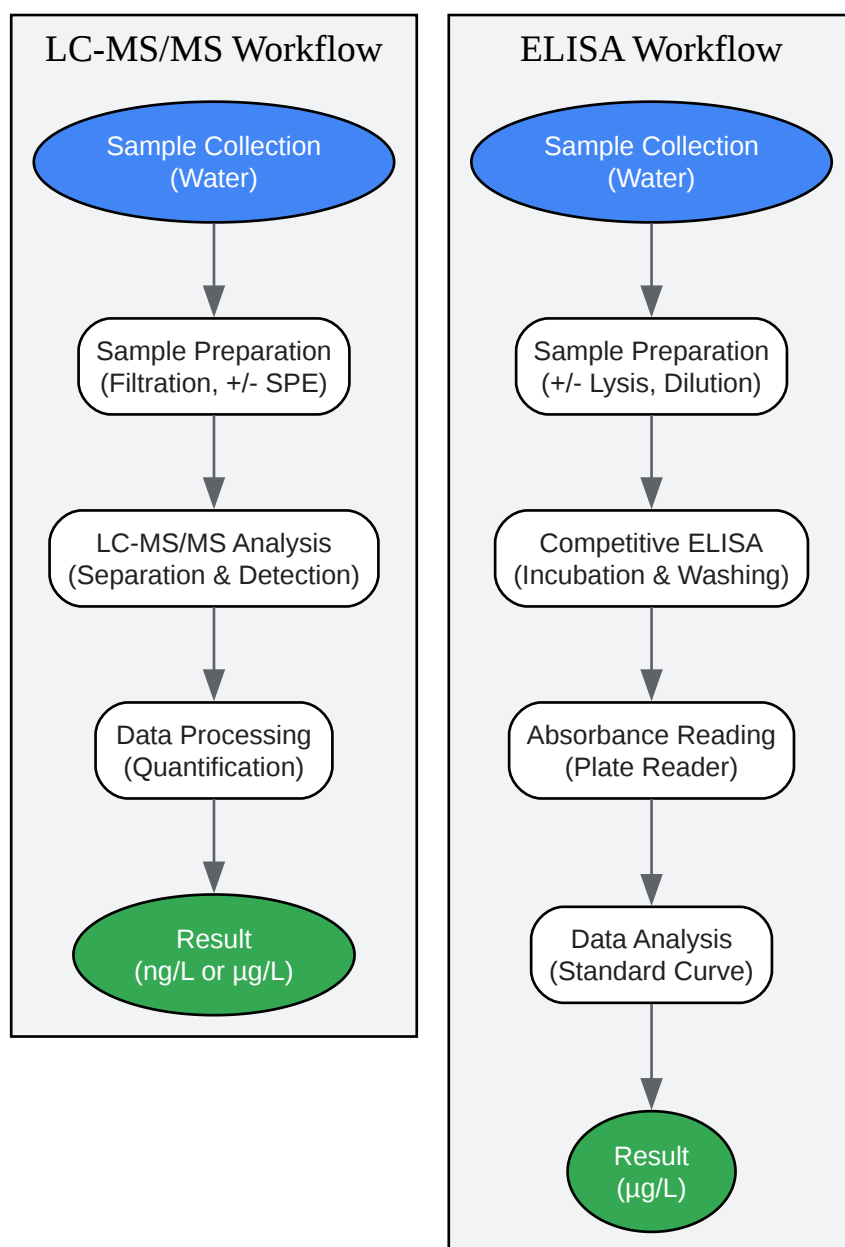 LC-MS/MS Workflow
Sample Collection
(Water)
Sample Preparation
(Filtration, +/- SPE)
LC-MS/MS Analysis
(Separation & Detection)
Data Processing
(Quantification)
Result
(ng/L or µg/L)
ELISA Workflow
Sample Collection
(Water)
Sample Preparation
(+/- Lysis, Dilution)
Competitive ELISA
(Incubation & Washing)
Absorbance Reading
(Plate Reader)
Data Analysis
(Standard Curve)
Result
(µg/L)